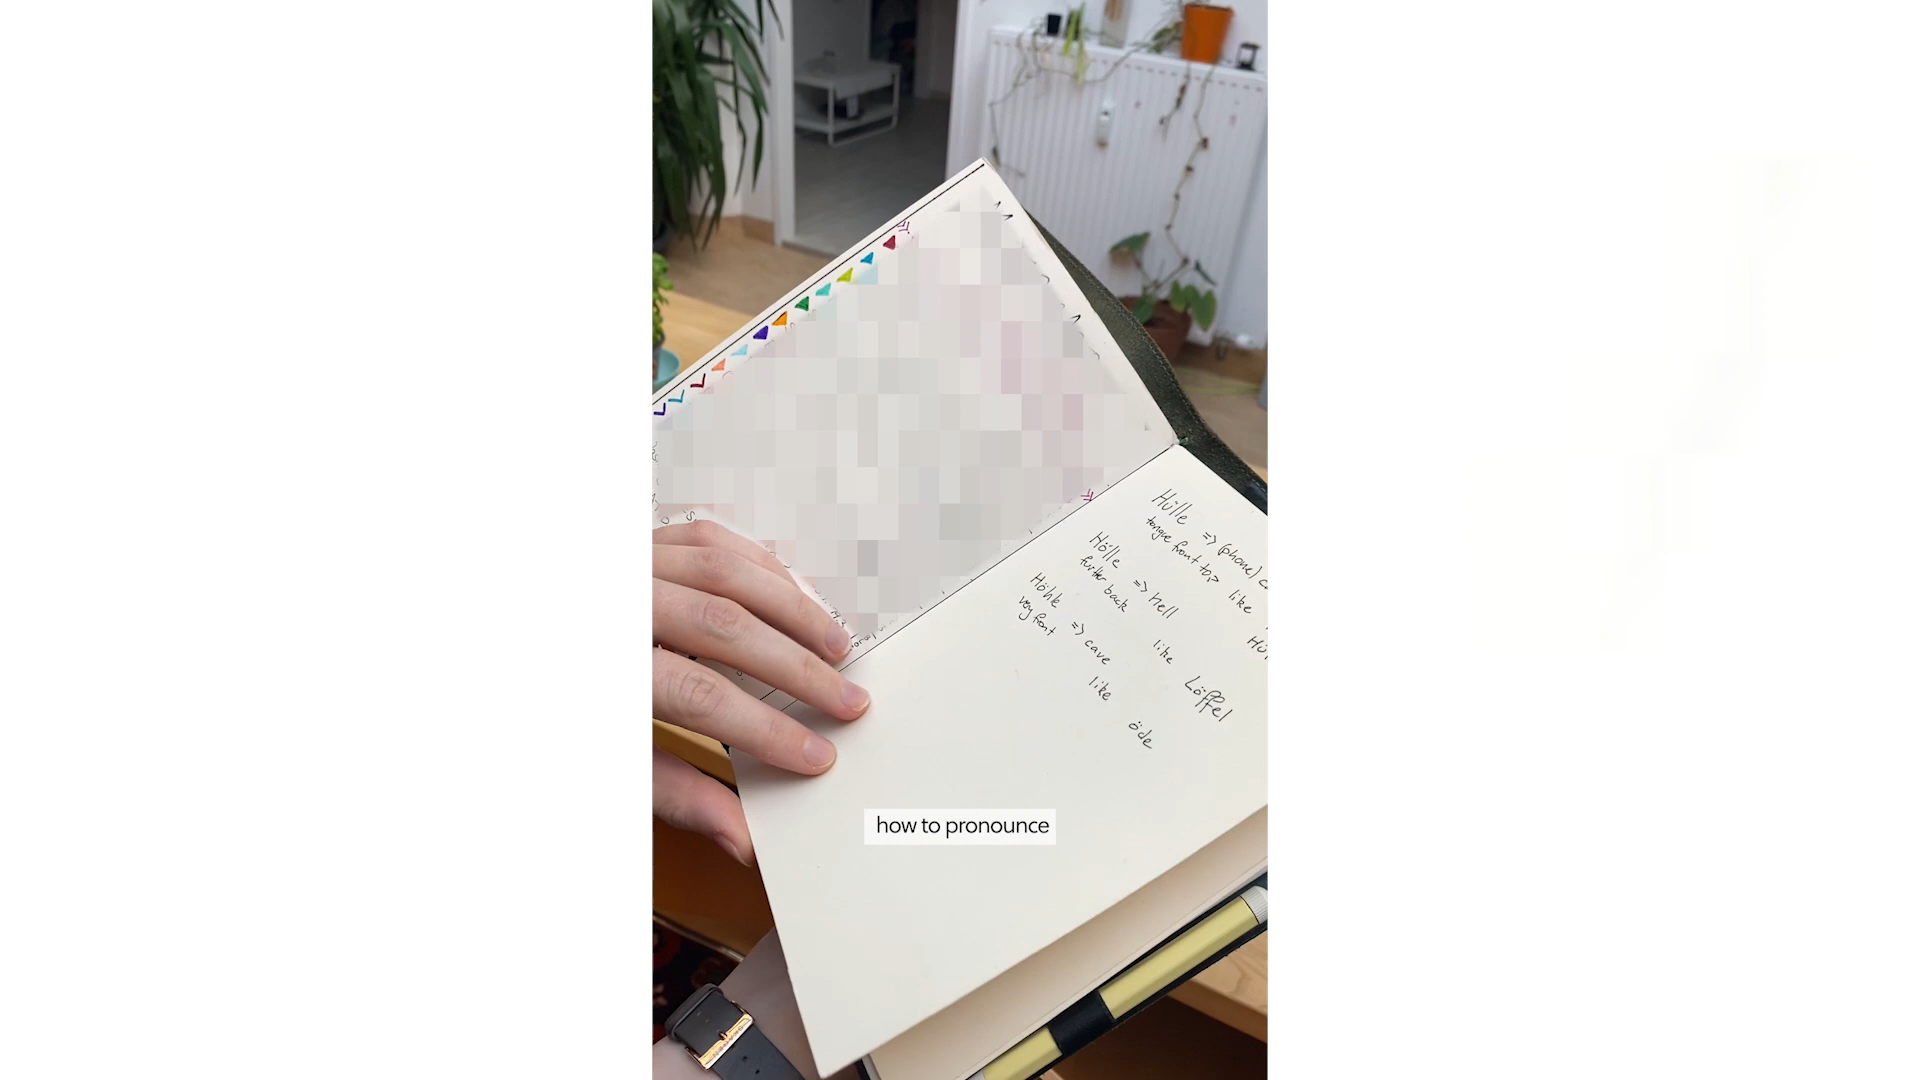 Hülle => (phone)
tongue front top like
Hölle => Hell like Löffel
further back
Höhle => cave like öde
very front
how to pronounce